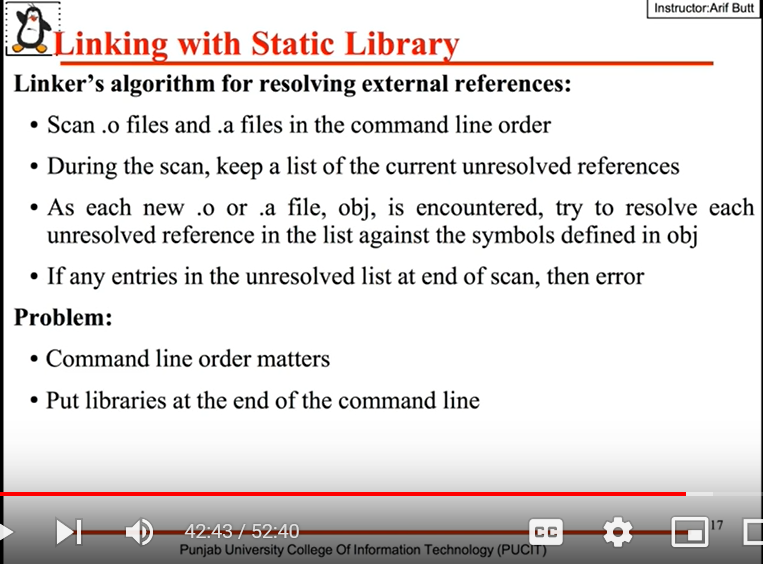 Instructor:Arif Butt
Linking with Static Library
Linker's algorithm for resolving external references:
• Scan .o files and .a files in the command line order
• During the scan, keep a list of the current unresolved references
• As each new .o or .a file, obj, is encountered, try to resolve each
unresolved reference in the list against the symbols defined in obj
• If any entries in the unresolved list at end of scan, then error
Problem:
• Command line order matters
• Put libraries at the end of the command line
42:43 / 52:40
CC
17
Punjab University College Of Information Technology (PUCIT)